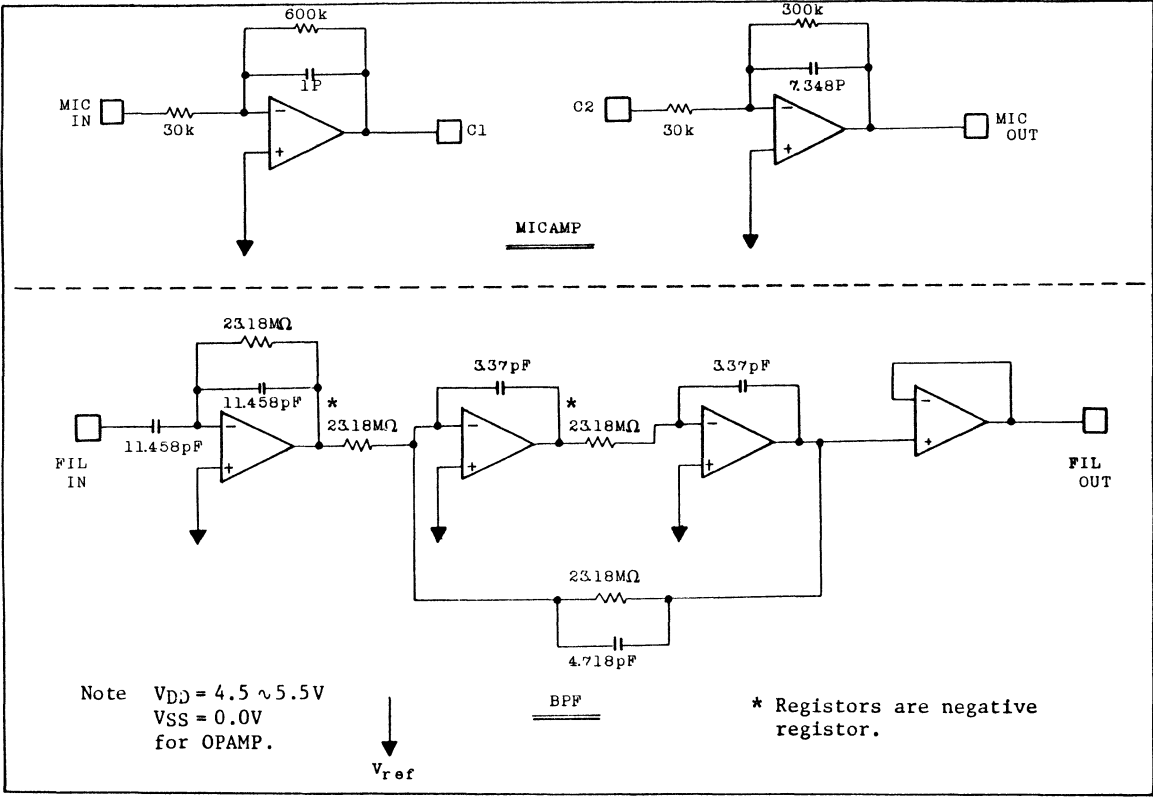 600k
1P
MIC
IN
30k
−
+
C1
300k
7.348P
C2
30k
−
+
MIC
OUT
MICAMP
23.18MΩ
11.458pF
*
11.458pF
−
+
FIL
IN
23.18MΩ
3.37pF
*
−
+
23.18MΩ
3.37pF
−
+
−
+
FIL
OUT
23.18MΩ
4.718pF
BPF
Note VDD = 4.5 ~ 5.5V
VSS = 0.0V
for OPAMP.
Vref
* Registors are negative
registor.